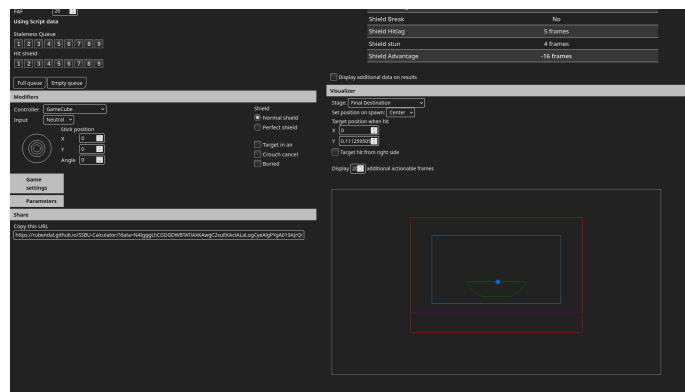 FAF 26
Using Script data
Staleness Queue
1 2 3 4 5 6 7 8 9
Hit shield
1 2 3 4 5 6 7 8 9
Full queue Empty queue
Modifiers
Controller GameCube
Input Neutral
Stick position
X 0
Y 0
Angle 0
Shield
Normal shield
Perfect shield
Target in air
Crouch cancel
Buried
Game settings
Parameters
Share
Copy this URL
Shield Break No
Shield Hitlag 5 frames
Shield stun 4 frames
Shield Advantage -16 frames
Display additional data on results
Visualizer
Stage: Final Destination
Set position on spawn: Center
Target position when hit
X 0
Y
Target hit from right side
Display additional actionable frames